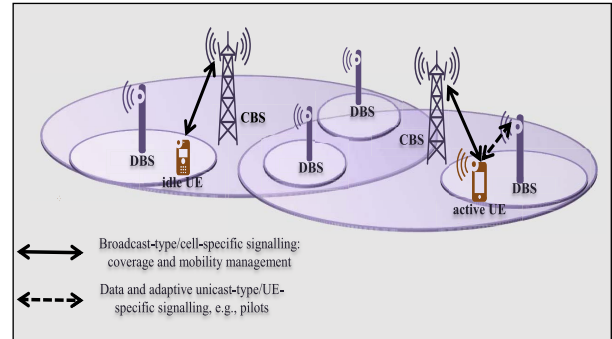 DBS
CBS
DBS
CBS
DBS
DBS
idle UE
DBS
active UE
Broadcast-type/cell-specific signalling:
coverage and mobility management
Data and adaptive unicast-type/UE-
specific signalling, e.g., pilots